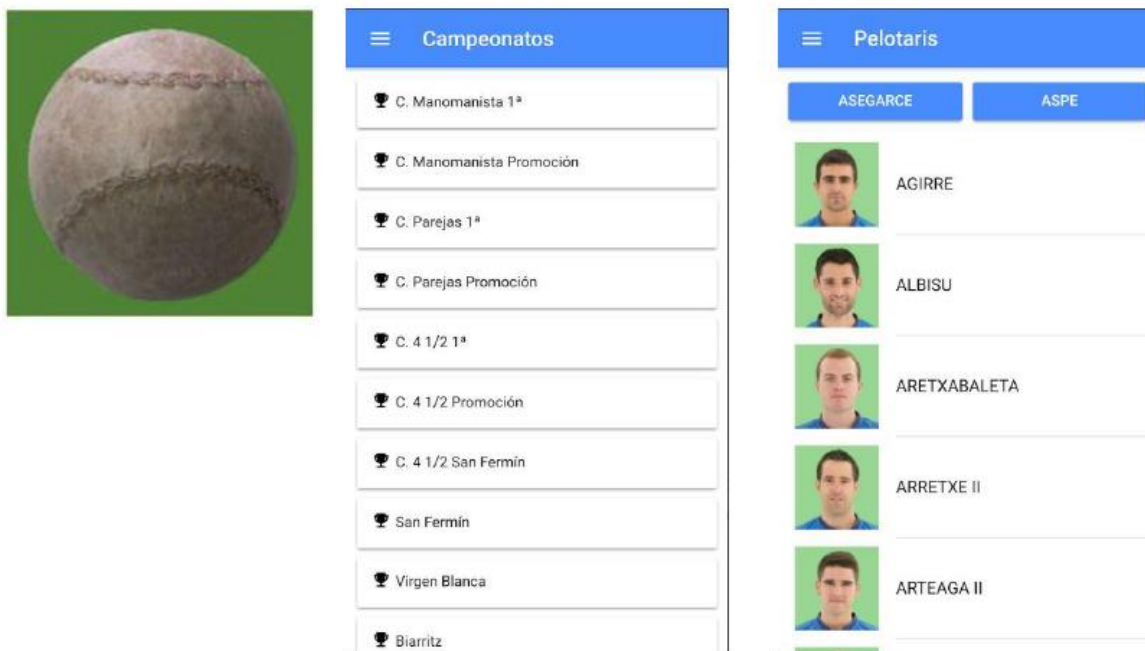 Campeonatos
C. Manomanista 1ª
C. Manomanista Promoción
C. Parejas 1ª
C. Parejas Promoción
C. 4 1/2 1ª
C. 4 1/2 Promoción
C. 4 1/2 San Fermín
San Fermín
Virgen Blanca
Biarritz
Pelotaris
ASEGARCE ASPE
AGIRRE
ALBISU
ARETXABALETA
ARRETXE II
ARTEAGA II